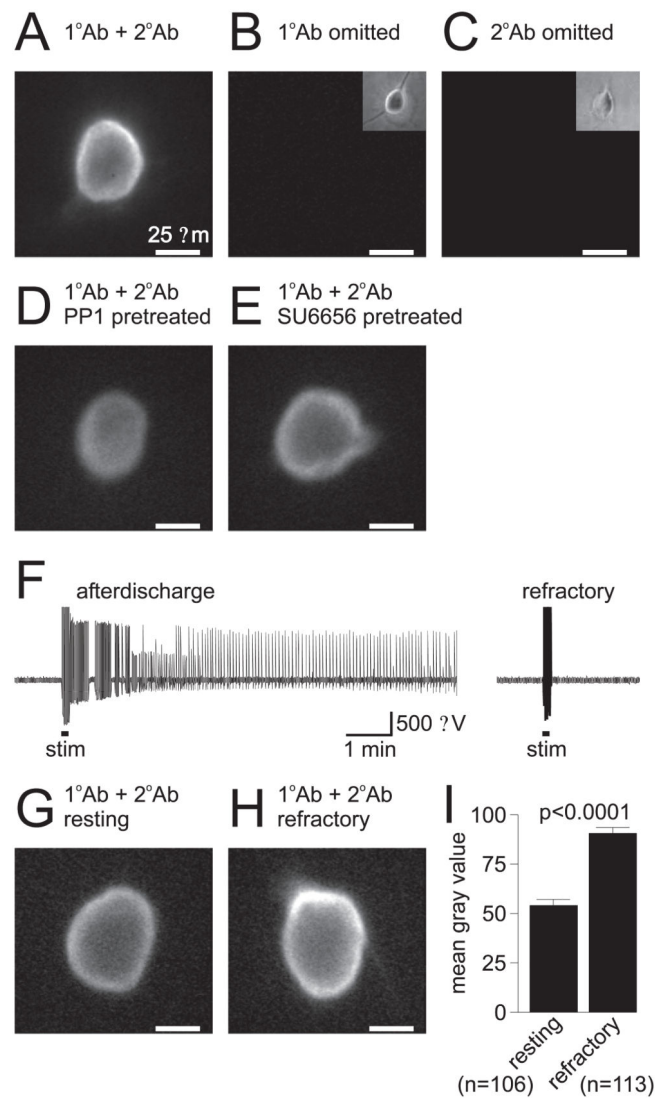 A 1°Ab + 2°Ab
B 1°Ab omitted
C 2°Ab omitted
25 ?m
D 1°Ab + 2°Ab
PP1 pretreated
E 1°Ab + 2°Ab
SU6656 pretreated
F
afterdischarge
refractory
500 ?V
1 min
stim
stim
G 1°Ab + 2°Ab
resting
H 1°Ab + 2°Ab
refractory
I
p<0.0001
mean gray value
100
75
50
25
0
resting
refractory
(n=106)
(n=113)